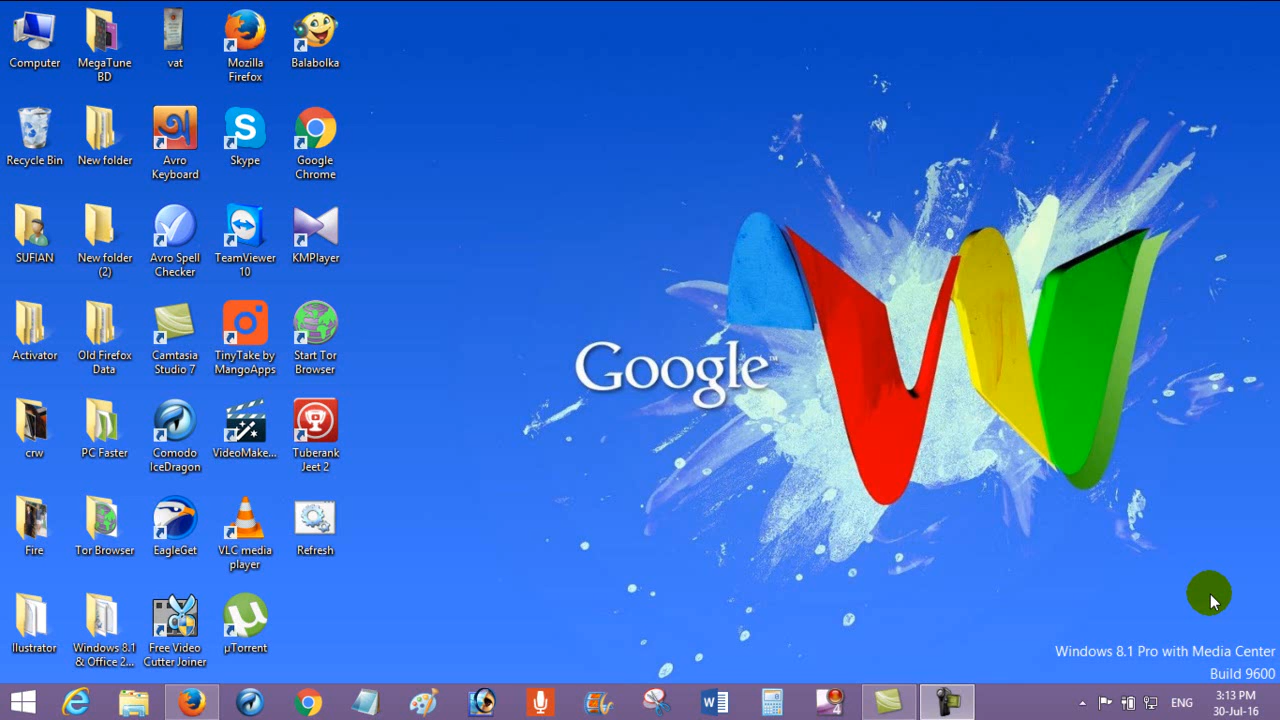 Computer
MegaTune
BD
vat
Mozilla
Firefox
Balabolka
Recycle Bin
New folder
Avro
Keyboard
Skype
Google
Chrome
SUFIAN
New folder
(2)
Avro Spell
Checker
TeamViewer
10
KMPlayer
Activator
Old Firefox
Data
Camtasia
Studio 7
TinyTake by
MangoApps
Start Tor
Browser
crw
PC Faster
Comodo
IceDragon
VideoMake...
Tuberank
Jeet 2
Fire
Tor Browser
EagleGet
VLC media
player
Refresh
Ilustrator
Windows 8.1
& Office 2...
Free Video
Cutter Joiner
µTorrent
Google™
Windows 8.1 Pro with Media Center
Build 9600
ENG
3:13 PM
30-Jul-16